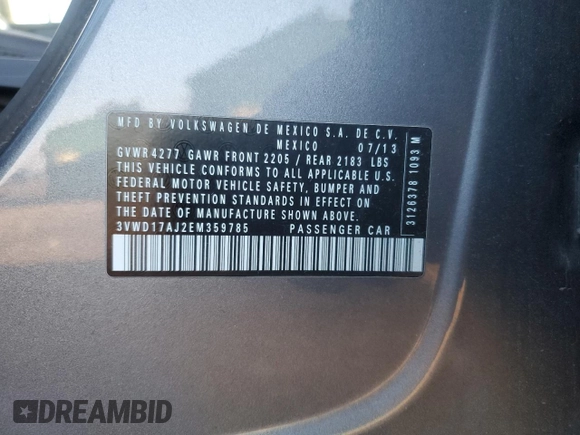 MFD BY VOLKSWAGEN DE MEXICO S.A. DE C.V.
MEXICO 07/13
GVWR 4277 GAWR FRONT 2205 / REAR 2183 LBS
THIS VEHICLE CONFORMS TO ALL APPLICABLE U.S.
FEDERAL MOTOR VEHICLE SAFETY, BUMPER AND
THEFT PREVENTION STANDARDS IN EFFECT ON
THE DATE OF MANUFACTURE SHOWN ABOVE.
3VWD17AJ2EM359785 PASSENGER CAR
3126378 1093 M
DREAMBID